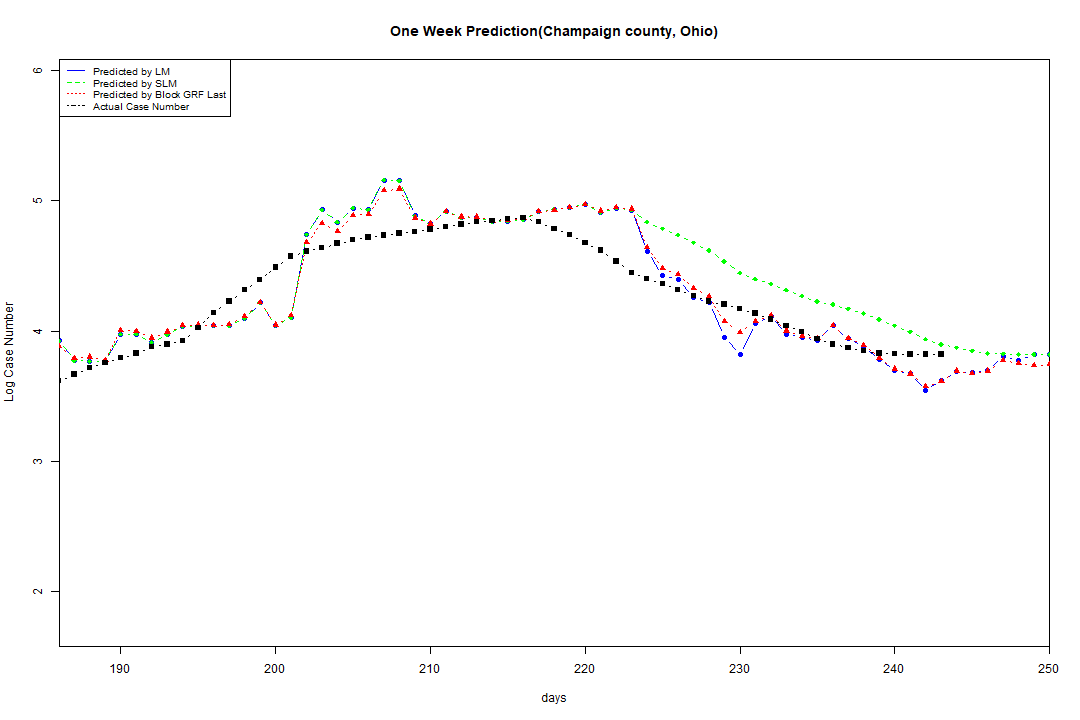 One Week Prediction(Champaign county, Ohio)
Predicted by LM
Predicted by SLM
Predicted by Block GRF Last
Actual Case Number
Log Case Number
6
5
4
3
2
190 200 210 220 230 240 250
days